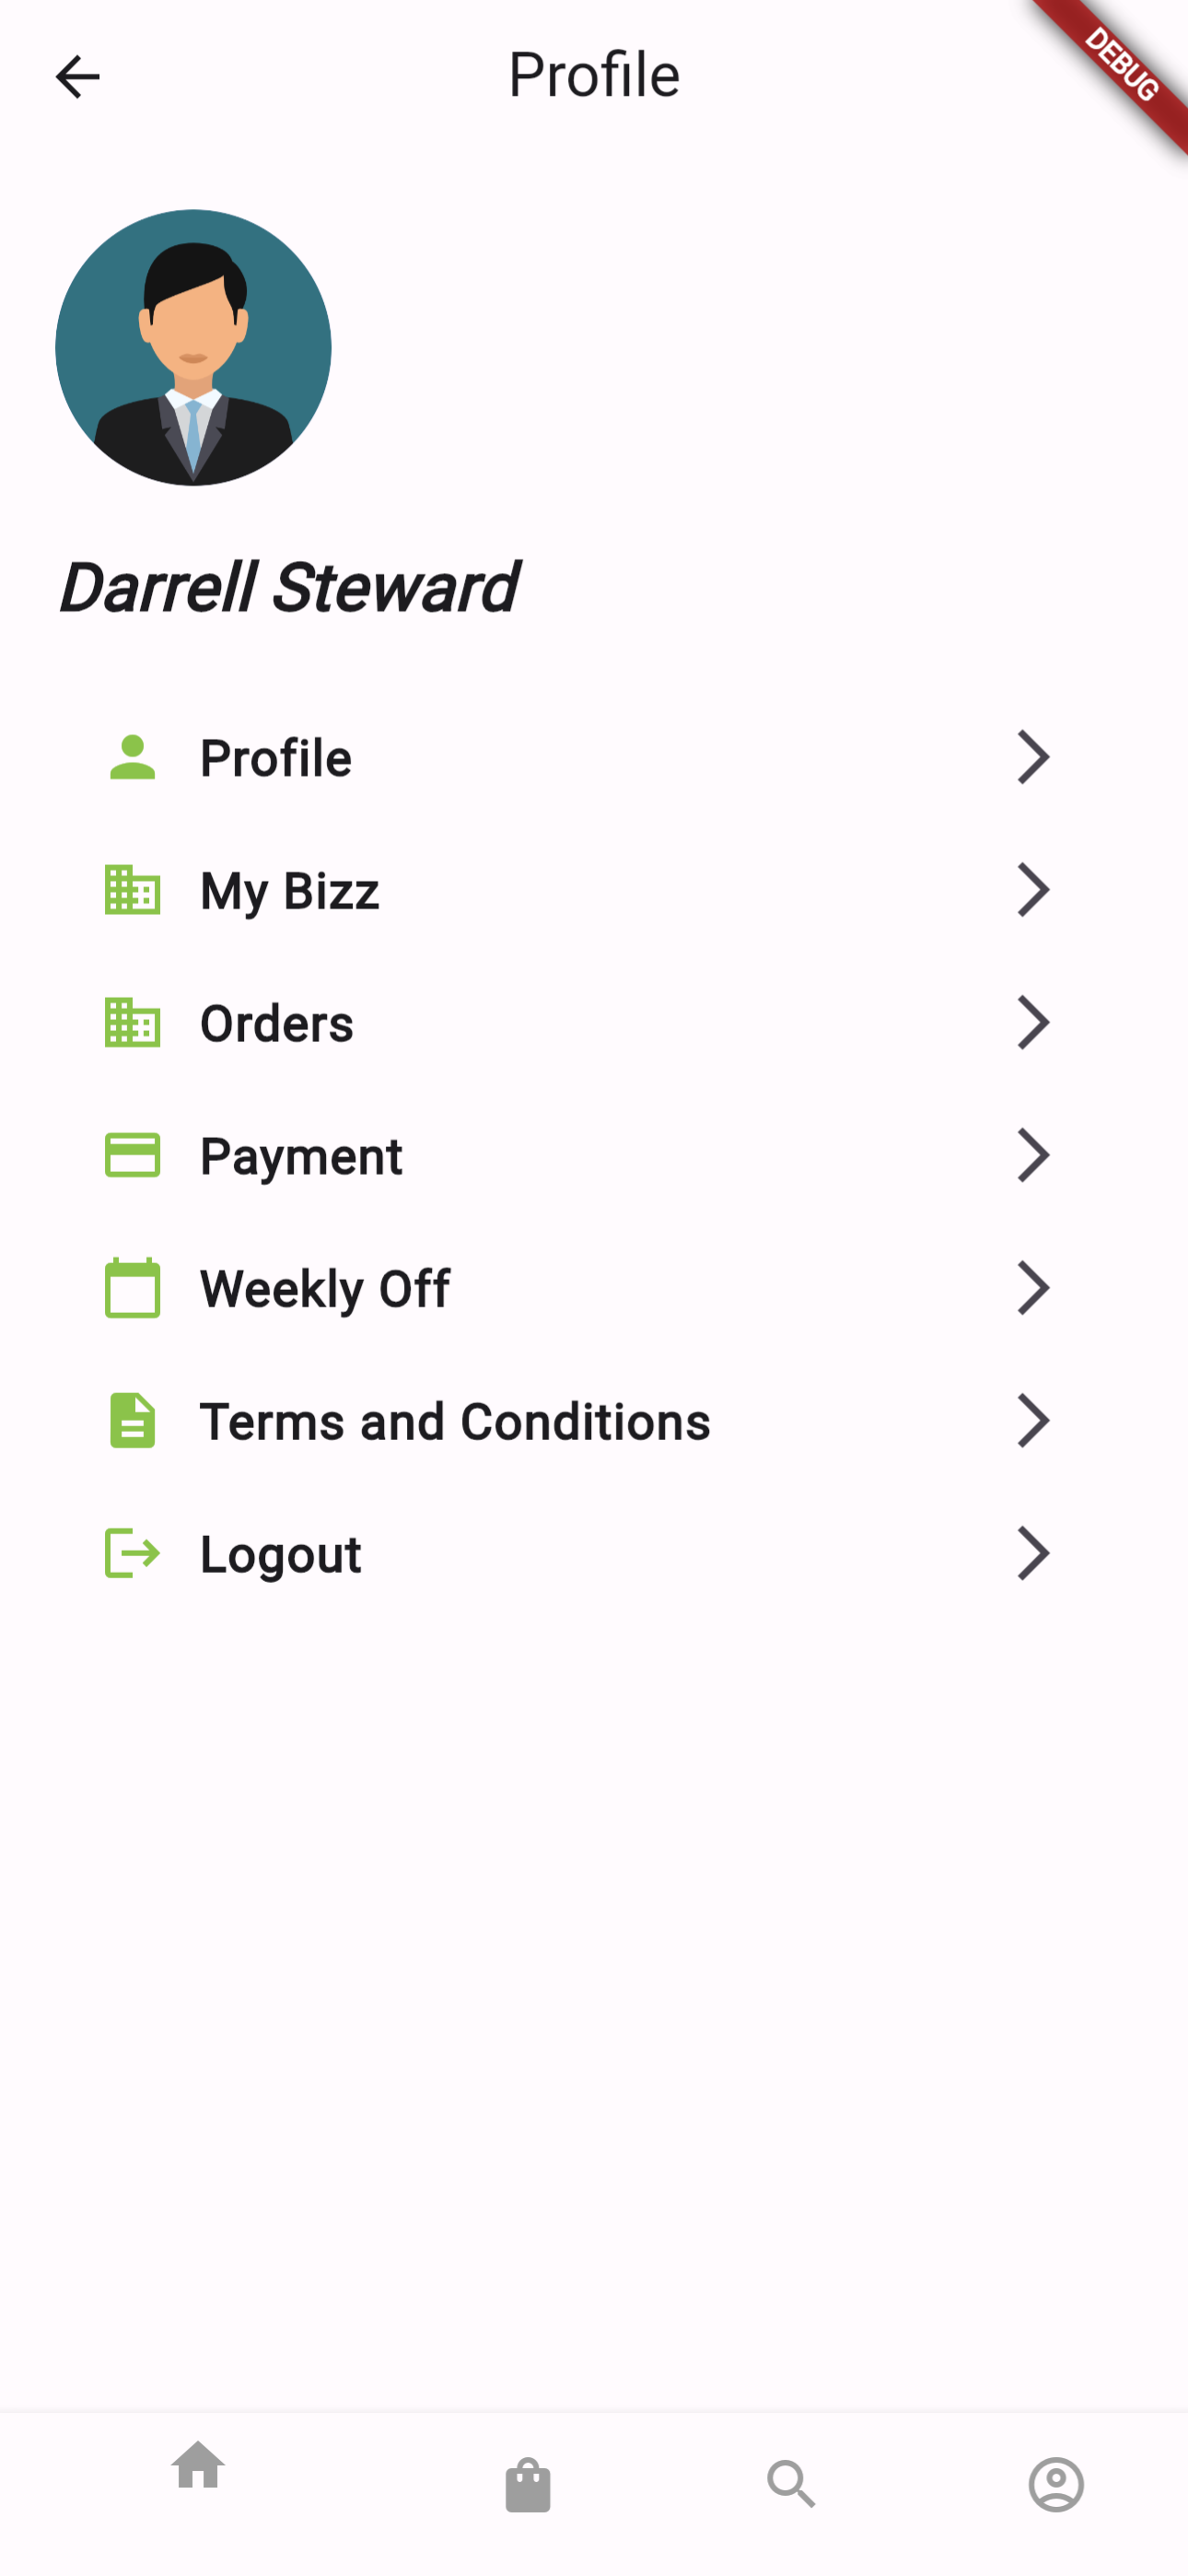 Profile
DEBUG
Darrell Steward
Profile
My Bizz
Orders
Payment
Weekly Off
Terms and Conditions
Logout